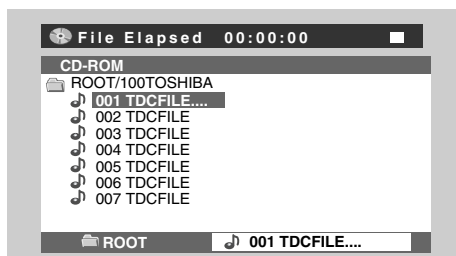 File Elapsed 00:00:00
CD-ROM
ROOT/100TOSHIBA
001 TDCFILE....
002 TDCFILE
003 TDCFILE
004 TDCFILE
005 TDCFILE
006 TDCFILE
007 TDCFILE
ROOT 001 TDCFILE....